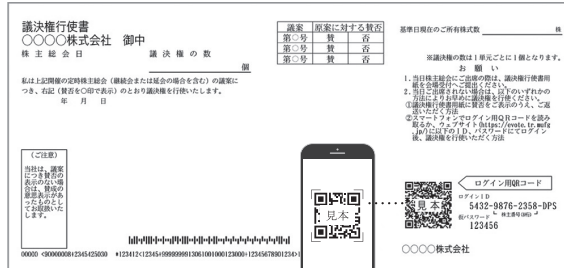 議決権行使書
〇〇〇〇株式会社 御中
株主総会日 議決権の数
個
私は上記開催の定時株主総会（継続会または延会の場合を含む）の議案に
つき、右記（賛否を〇印で表示）のとおり議決権を行使いたします。
年 月 日
議案 原案に対する賛否
第〇号 賛 否
第〇号 賛 否
第〇号 賛 否
基準日現在のご所有株式数 株
※議決権の数は1単元ごとに1個となります。
お願い
1. 当日株主総会にご出席の際は、議決権行使書用
紙を会場受付へご提出ください。
2. 当日ご出席されない場合は、以下のいずれかの
方法によりお早めに議決権を行使ください。
①議決権行使書用紙に賛否をご表示のうえ、ご返
送いただく方法
②スマートフォンでログイン用QRコードを読み
取るか、ウェブサイト(https://evote.tr.mufg
.jp/)に以下のID、パスワードにてログイン
後、議決権を行使いただく方法
（ご注意）
当社は、議案
につき賛否の
表示のない場
合は、賛成の
意思表示があ
ったものとし
てお取扱いた
します。
見本
見本
ログイン用QRコード
ログインID
5432-9876-2358-DPS
仮パスワード 株主番号
123456
〇〇〇〇株式会社